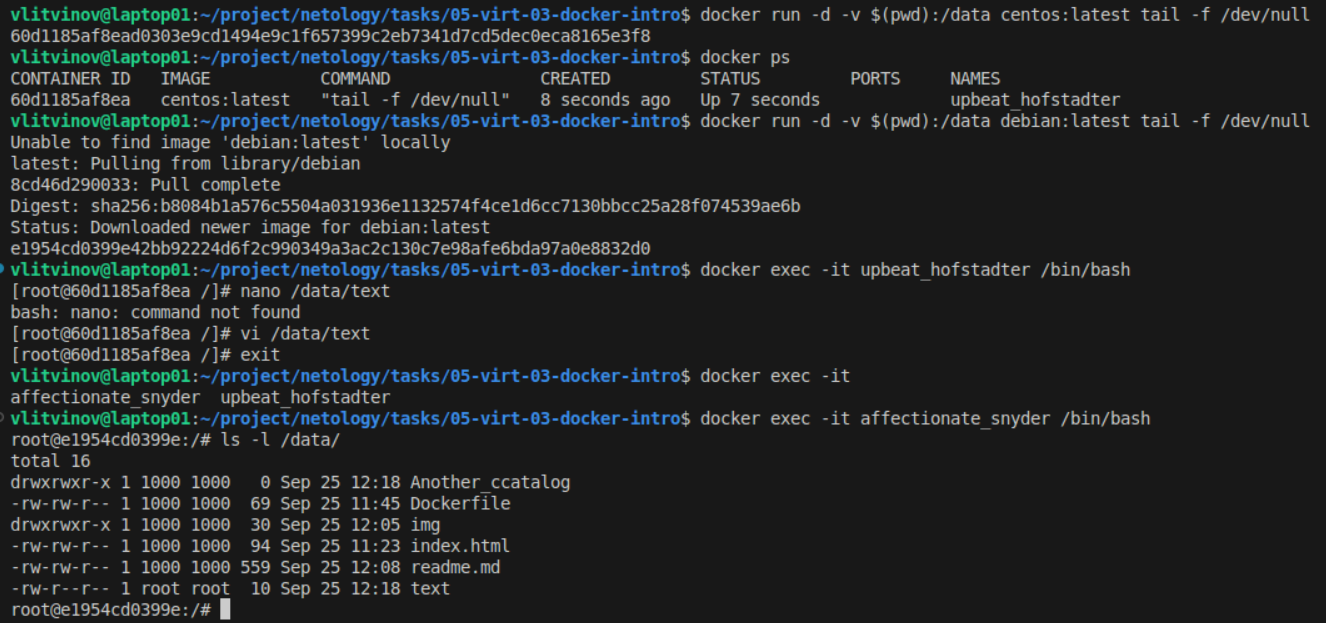 vlitvinov@laptop01:~/project/netology/tasks/05-virt-03-docker-intro$ docker run -d -v $(pwd):/data centos:latest tail -f /dev/null
60d1185af8ead0303e9cd1494e9c1f657399c2eb7341d7cd5dec0eca8165e3f8
vlitvinov@laptop01:~/project/netology/tasks/05-virt-03-docker-intro$ docker ps
CONTAINER ID   IMAGE           COMMAND               CREATED         STATUS         PORTS     NAMES
60d1185af8ea   centos:latest   "tail -f /dev/null"   8 seconds ago   Up 7 seconds             upbeat_hofstadter
vlitvinov@laptop01:~/project/netology/tasks/05-virt-03-docker-intro$ docker run -d -v $(pwd):/data debian:latest tail -f /dev/null
Unable to find image 'debian:latest' locally
latest: Pulling from library/debian
8cd46d290033: Pull complete
Digest: sha256:b8084b1a576c5504a031936e1132574f4ce1d6cc7130bbcc25a28f074539ae6b
Status: Downloaded newer image for debian:latest
e1954cd0399e42bb92224d6f2c990349a3ac2c130c7e98afe6bda97a0e8832d0
vlitvinov@laptop01:~/project/netology/tasks/05-virt-03-docker-intro$ docker exec -it upbeat_hofstadter /bin/bash
[root@60d1185af8ea /]# nano /data/text
bash: nano: command not found
[root@60d1185af8ea /]# vi /data/text
[root@60d1185af8ea /]# exit
vlitvinov@laptop01:~/project/netology/tasks/05-virt-03-docker-intro$ docker exec -it
affectionate_snyder  upbeat_hofstadter
vlitvinov@laptop01:~/project/netology/tasks/05-virt-03-docker-intro$ docker exec -it affectionate_snyder /bin/bash
root@e1954cd0399e:/# ls -l /data/
total 16
drwxrwxr-x 1 1000 1000   0 Sep 25 12:18 Another_ccatalog
-rw-rw-r-- 1 1000 1000  69 Sep 25 11:45 Dockerfile
drwxrwxr-x 1 1000 1000  30 Sep 25 12:05 img
-rw-rw-r-- 1 1000 1000  94 Sep 25 11:23 index.html
-rw-rw-r-- 1 1000 1000 559 Sep 25 12:08 readme.md
-rw-r--r-- 1 root root  10 Sep 25 12:18 text
root@e1954cd0399e:/#